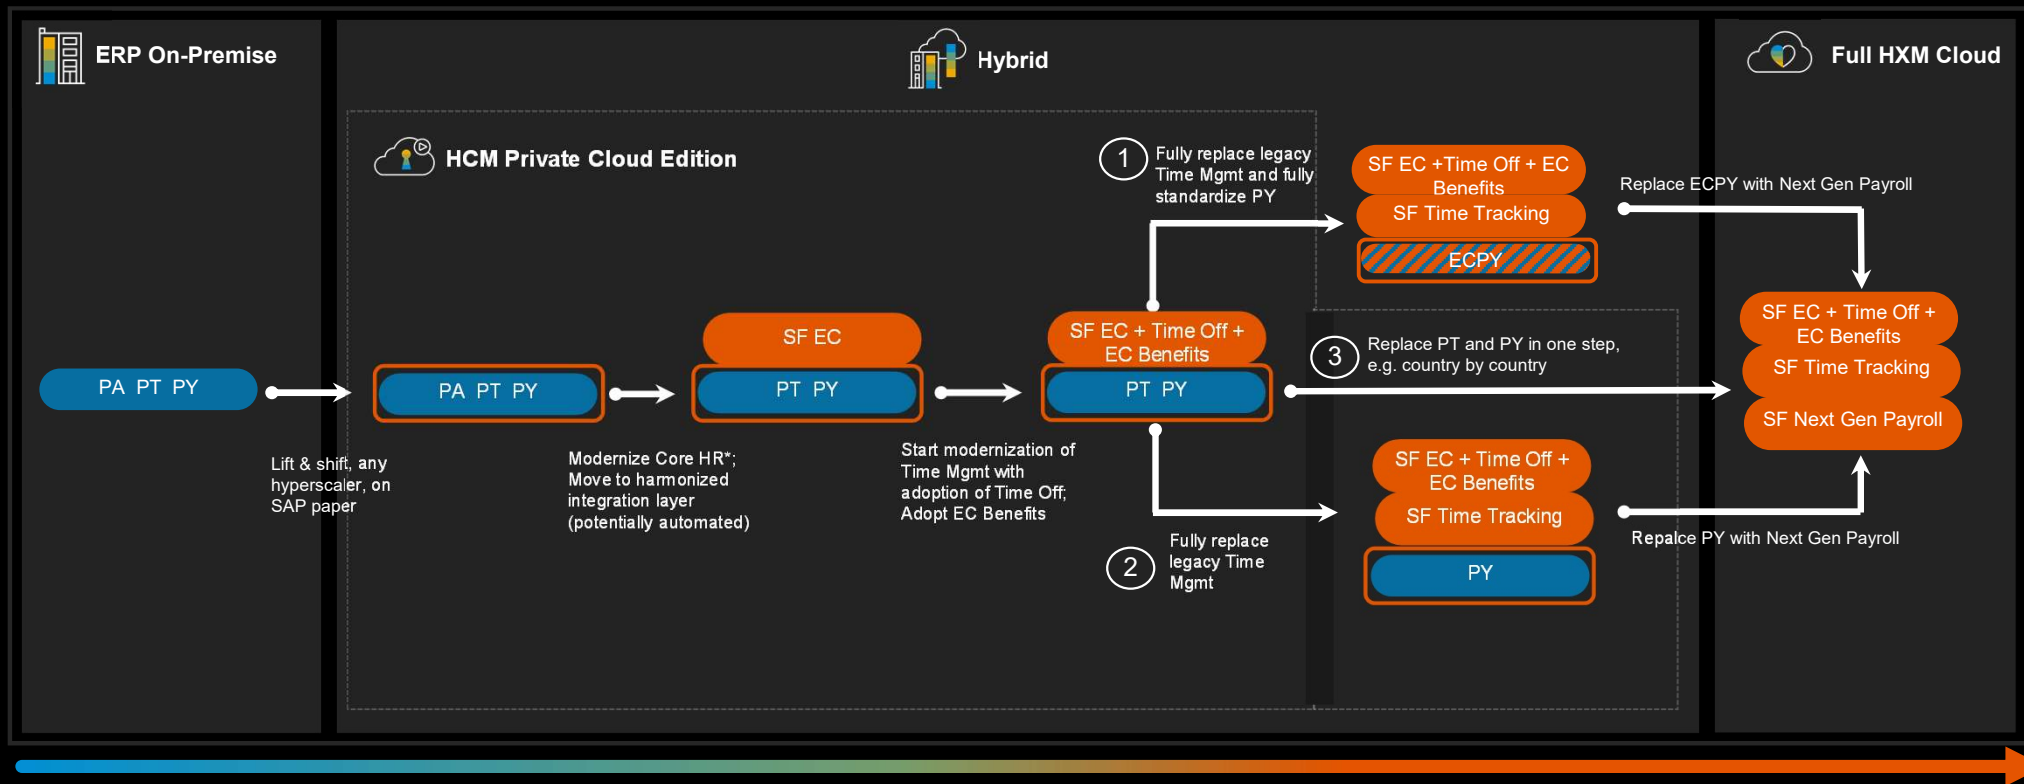 ERP On-Premise
Hybrid
Full HXM Cloud
HCM Private Cloud Edition
1
Fully replace legacy
Time Mgmt and fully
standardize PY
SF EC +Time Off + EC
Benefits
SF Time Tracking
ECPY
Replace ECPY with Next Gen Payroll
PA PT PY
Lift & shift, any
hyperscaler, on
SAP paper
PA PT PY
Modernize Core HR*;
Move to harmonized
integration layer
(potentially automated)
SF EC
PT PY
Start modernization of
Time Mgmt with
adoption of Time Off;
Adopt EC Benefits
SF EC + Time Off +
EC Benefits
PT PY
3
Replace PT and PY in one step,
e.g. country by country
SF EC + Time Off +
EC Benefits
SF Time Tracking
SF Next Gen Payroll
2
Fully replace
legacy Time
Mgmt
SF EC + Time Off +
EC Benefits
SF Time Tracking
PY
Repalce PY with Next Gen Payroll